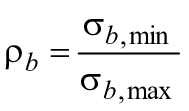 ρ_b = σ_b,min / σ_b,max